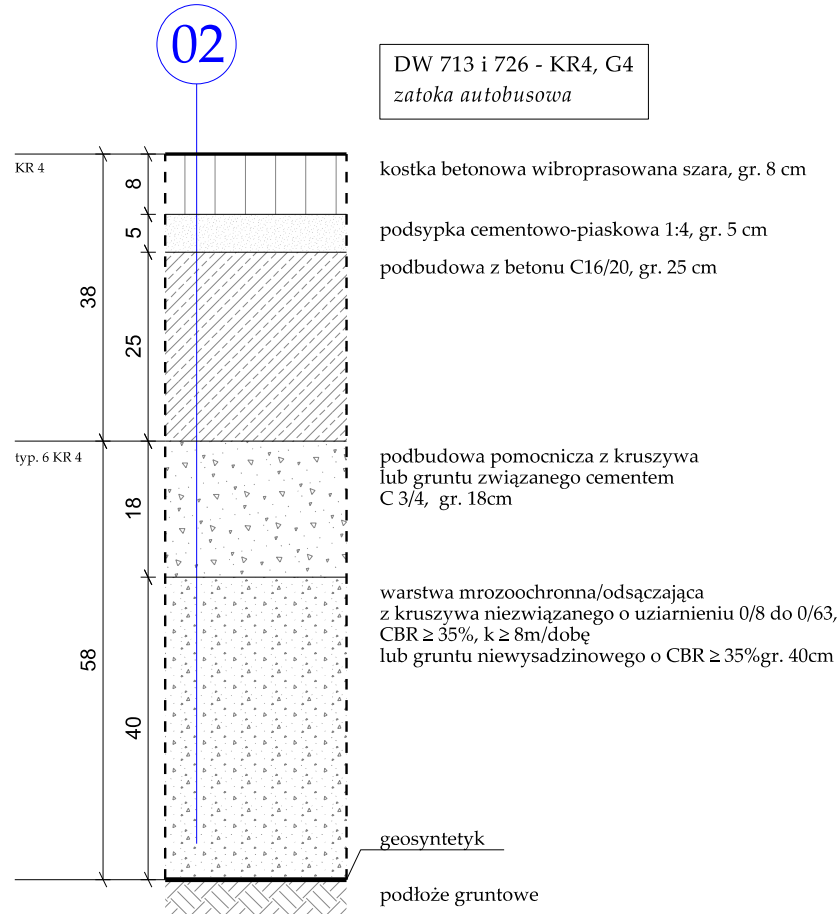 02
DW 713 i 726 - KR4, G4
zatoka autobusowa
KR 4
8
kostka betonowa wibroprasowana szara, gr. 8 cm
5
podsypka cementowo-piaskowa 1:4, gr. 5 cm
podbudowa z betonu C16/20, gr. 25 cm
38
25
typ. 6 KR 4
podbudowa pomocnicza z kruszywa
lub gruntu związanego cementem
C 3/4, gr. 18cm
18
warstwa mrozoochronna/odsączająca
z kruszywa niezwiązanego o uziarnieniu 0/8 do 0/63,
CBR ≥ 35%, k ≥ 8m/dobę
lub gruntu niewysadzinowego o CBR ≥ 35%gr. 40cm
58
40
geosyntetyk
podłoże gruntowe